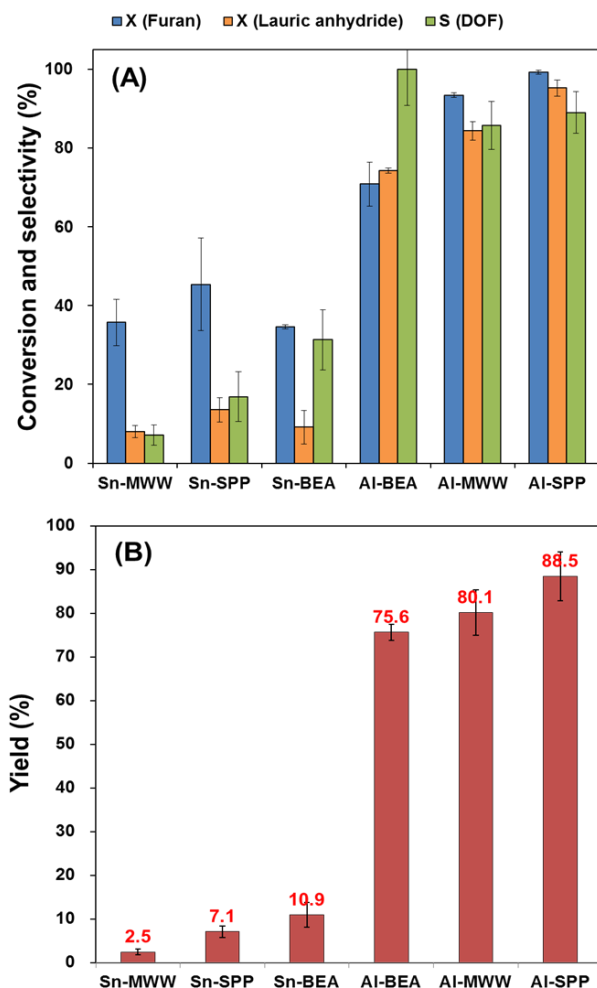 X (Furan) X (Lauric anhydride) S (DOF)
(A)
Conversion and selectivity (%)
100
80
60
40
20
0
Sn-MWW Sn-SPP Sn-BEA Al-BEA Al-MWW Al-SPP
(B)
Yield (%)
100
90
80
70
60
50
40
30
20
10
0
2.5 7.1 10.9 75.6 80.1 88.5
Sn-MWW Sn-SPP Sn-BEA Al-BEA Al-MWW Al-SPP